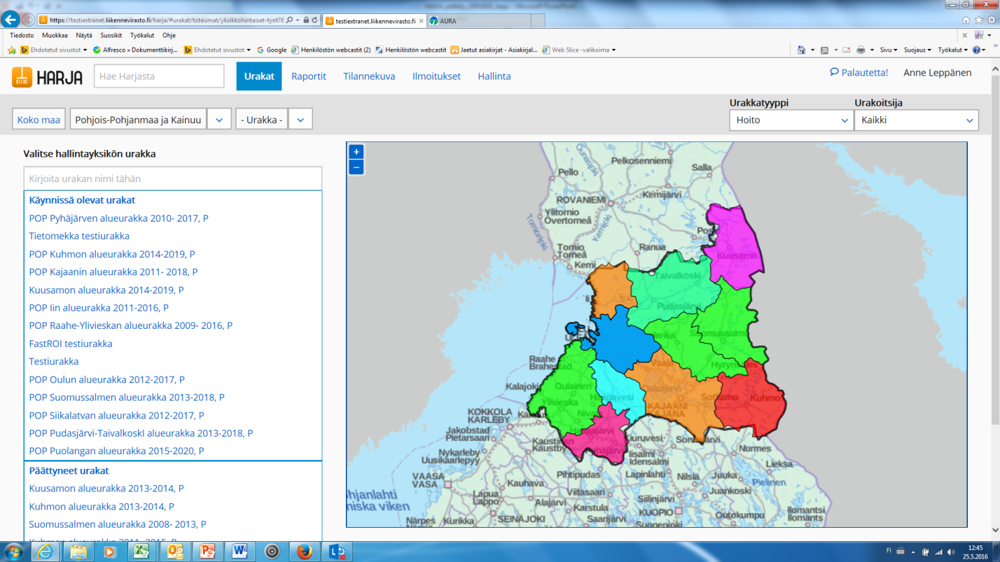 https://testiextranet.liikennevirasto.fi/harja/#urakat/toteumat/yksikkohintaiset-tyot?
testiextranet.liikennevirasto.fi
AURA
Tiedosto Muokkaa Näytä Suosikit Työkalut Ohje
Ehdotetut sivustot
Alfresco » Dokumenttikirj...
Ehdotetut sivustot
Google
Henkilöstön webcastit (2)
Henkilöstön webcastit
Jaetut asiakirjat - Asiakirjal...
Web Slice -valikoima
Sivu Suojaus Työkalut
HARJA
Hae Harjasta
Urakat Raportit Tilannekuva Ilmoitukset Hallinta
Palautetta! Anne Leppänen
Koko maa
Pohjois-Pohjanmaa ja Kainuu
- Urakka -
Urakkatyyppi
Hoito
Urakoitsija
Kaikki
Valitse hallintayksikön urakka
Kirjoita urakan nimi tähän
Käynnissä olevat urakat
POP Pyhäjärven alueurakka 2010- 2017, P
Tietomekka testiurakka
POP Kuhmon alueurakka 2014-2019, P
POP Kajaanin alueurakka 2011- 2018, P
Kuusamon alueurakka 2014-2019, P
POP Iin alueurakka 2011-2016, P
POP Raahe-Ylivieskan alueurakka 2009- 2016, P
FastROI testiurakka
Testiurakka
POP Oulun alueurakka 2012-2017, P
POP Suomussalmen alueurakka 2013-2018, P
POP Siikalatvan alueurakka 2012-2017, P
POP Pudasjärvi-Taivalkoskl alueurakka 2013-2018, P
POP Puolangan alueurakka 2015-2020, P
Päättyneet urakat
Kuusamon alueurakka 2013-2014, P
Kuhmon alueurakka 2013-2014, P
Suomussalmen alueurakka 2008- 2013, P
+
−
Ounasjoki
Pelkosenniemi
Salla
Pello
Kemijärvi
ROVANIEMI
Ylitornio
Övertorneå
Kemijoki
Tornionjoki
Ranua
Tornio
Torneå
Kemi
Kuusamo
Taivalkoski
Ii
Pudasjärvi
Suomussalmi
Raahe
Brahestad
Vaala
Hyrynsalmi
Kalajoki
Oulainen
Haapavesi
Oulujärvi
Sotkamo
Kuhmo
Ylivieska
KAJAANI
KAJANA
KOKKOLA
KARLEBY
Jakobstad
Pietarsaari
Haapajärvi
Kaustinen
Kaustby
Kiuruvesi
Nurmes
Nykarleby
Uusikaarlepyy
Iisalmi
Idensalmi
Lieksa
VAASA
VASA
Pihtipudas
Lapinlahti
Nilsiä
Juuka
Pielinen
Kauhava
Viitasaari
Juankoski
Lapua
Lappo
Alajärvi
Siilinjärvi
Karstula
KUOPIO
Ilomantsi
Ilomants
Närpes
Kurikka
SEINÄJOKI
Saarijärvi
Suonenjoki
Outokumpu
FI
12:45
25.5.2016